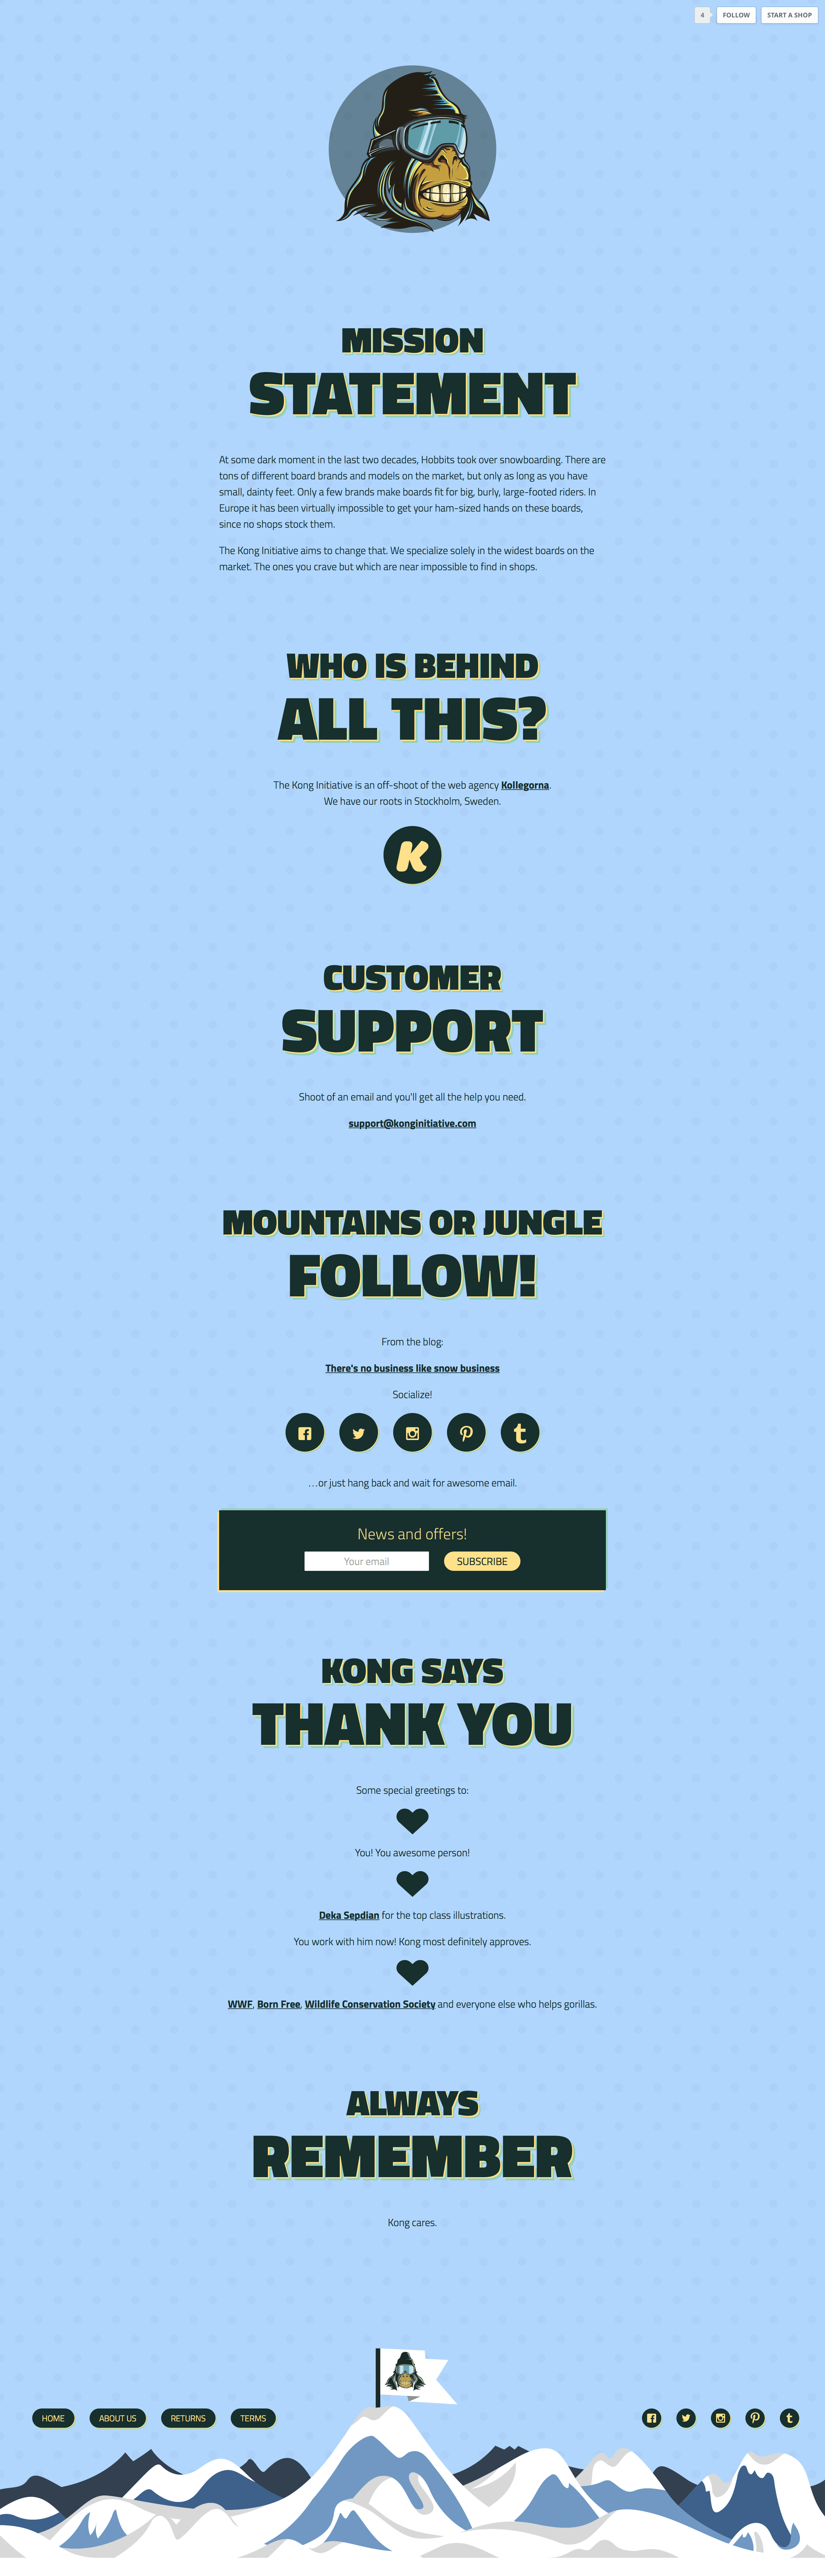 4 FOLLOW START A SHOP
MISSION
STATEMENT
At some dark moment in the last two decades, Hobbits took over snowboarding. There are
tons of different board brands and models on the market, but only as long as you have
small, dainty feet. Only a few brands make boards fit for big, burly, large-footed riders. In
Europe it has been virtually impossible to get your ham-sized hands on these boards,
since no shops stock them.
The Kong Initiative aims to change that. We specialize solely in the widest boards on the
market. The ones you crave but which are near impossible to find in shops.
WHO IS BEHIND
ALL THIS?
The Kong Initiative is an off-shoot of the web agency Kollegorna.
We have our roots in Stockholm, Sweden.
K
CUSTOMER
SUPPORT
Shoot of an email and you'll get all the help you need.
support@konginitiative.com
MOUNTAINS OR JUNGLE
FOLLOW!
From the blog:
There's no business like snow business
Socialize!
…or just hang back and wait for awesome email.
News and offers!
Your email SUBSCRIBE
KONG SAYS
THANK YOU
Some special greetings to:
You! You awesome person!
Deka Sepdian for the top class illustrations.
You work with him now! Kong most definitely approves.
WWF, Born Free, Wildlife Conservation Society and everyone else who helps gorillas.
ALWAYS
REMEMBER
Kong cares.
HOME ABOUT US RETURNS TERMS